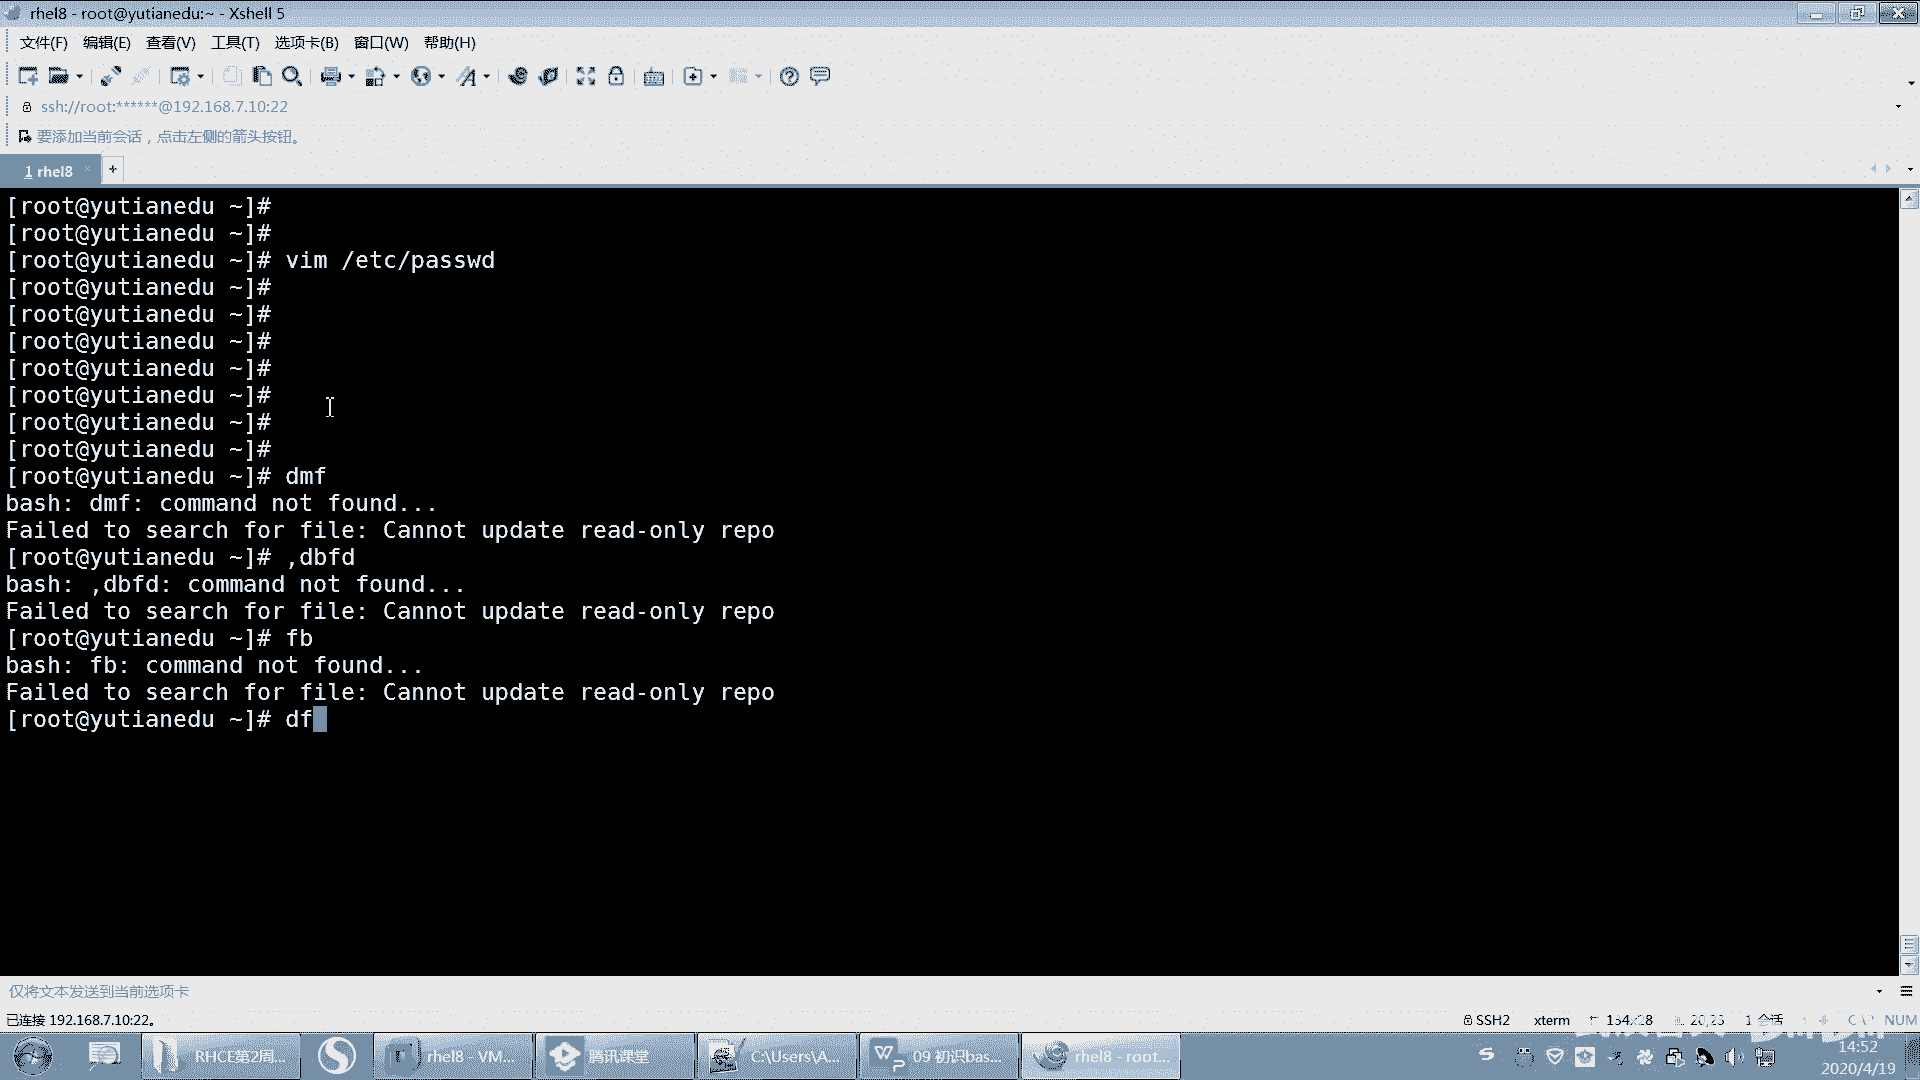 rhel8 - root@yutianedu:~ - Xshell 5
文件(F) 编辑(E) 查看(V) 工具(T) 选项卡(B) 窗口(W) 帮助(H)
ssh://root:******@192.168.7.10:22
要添加当前会话，点击左侧的箭头按钮。
1 rhel8
[root@yutianedu ~]#
[root@yutianedu ~]#
[root@yutianedu ~]# vim /etc/passwd
[root@yutianedu ~]#
[root@yutianedu ~]#
[root@yutianedu ~]#
[root@yutianedu ~]#
[root@yutianedu ~]#
[root@yutianedu ~]#
[root@yutianedu ~]#
[root@yutianedu ~]# dmf
bash: dmf: command not found...
Failed to search for file: Cannot update read-only repo
[root@yutianedu ~]# ,dbfd
bash: ,dbfd: command not found...
Failed to search for file: Cannot update read-only repo
[root@yutianedu ~]# fb
bash: fb: command not found...
Failed to search for file: Cannot update read-only repo
[root@yutianedu ~]# df
仅将文本发送到当前选项卡
已连接 192.168.7.10:22。 SSH2 xterm 134x28 20,25 1 会话 NUM
RHCE第2周... rhel8 - VM... 腾讯课堂 C:\Users\A... 09 初识bas... rhel8 - root...
14:52
2020/4/19